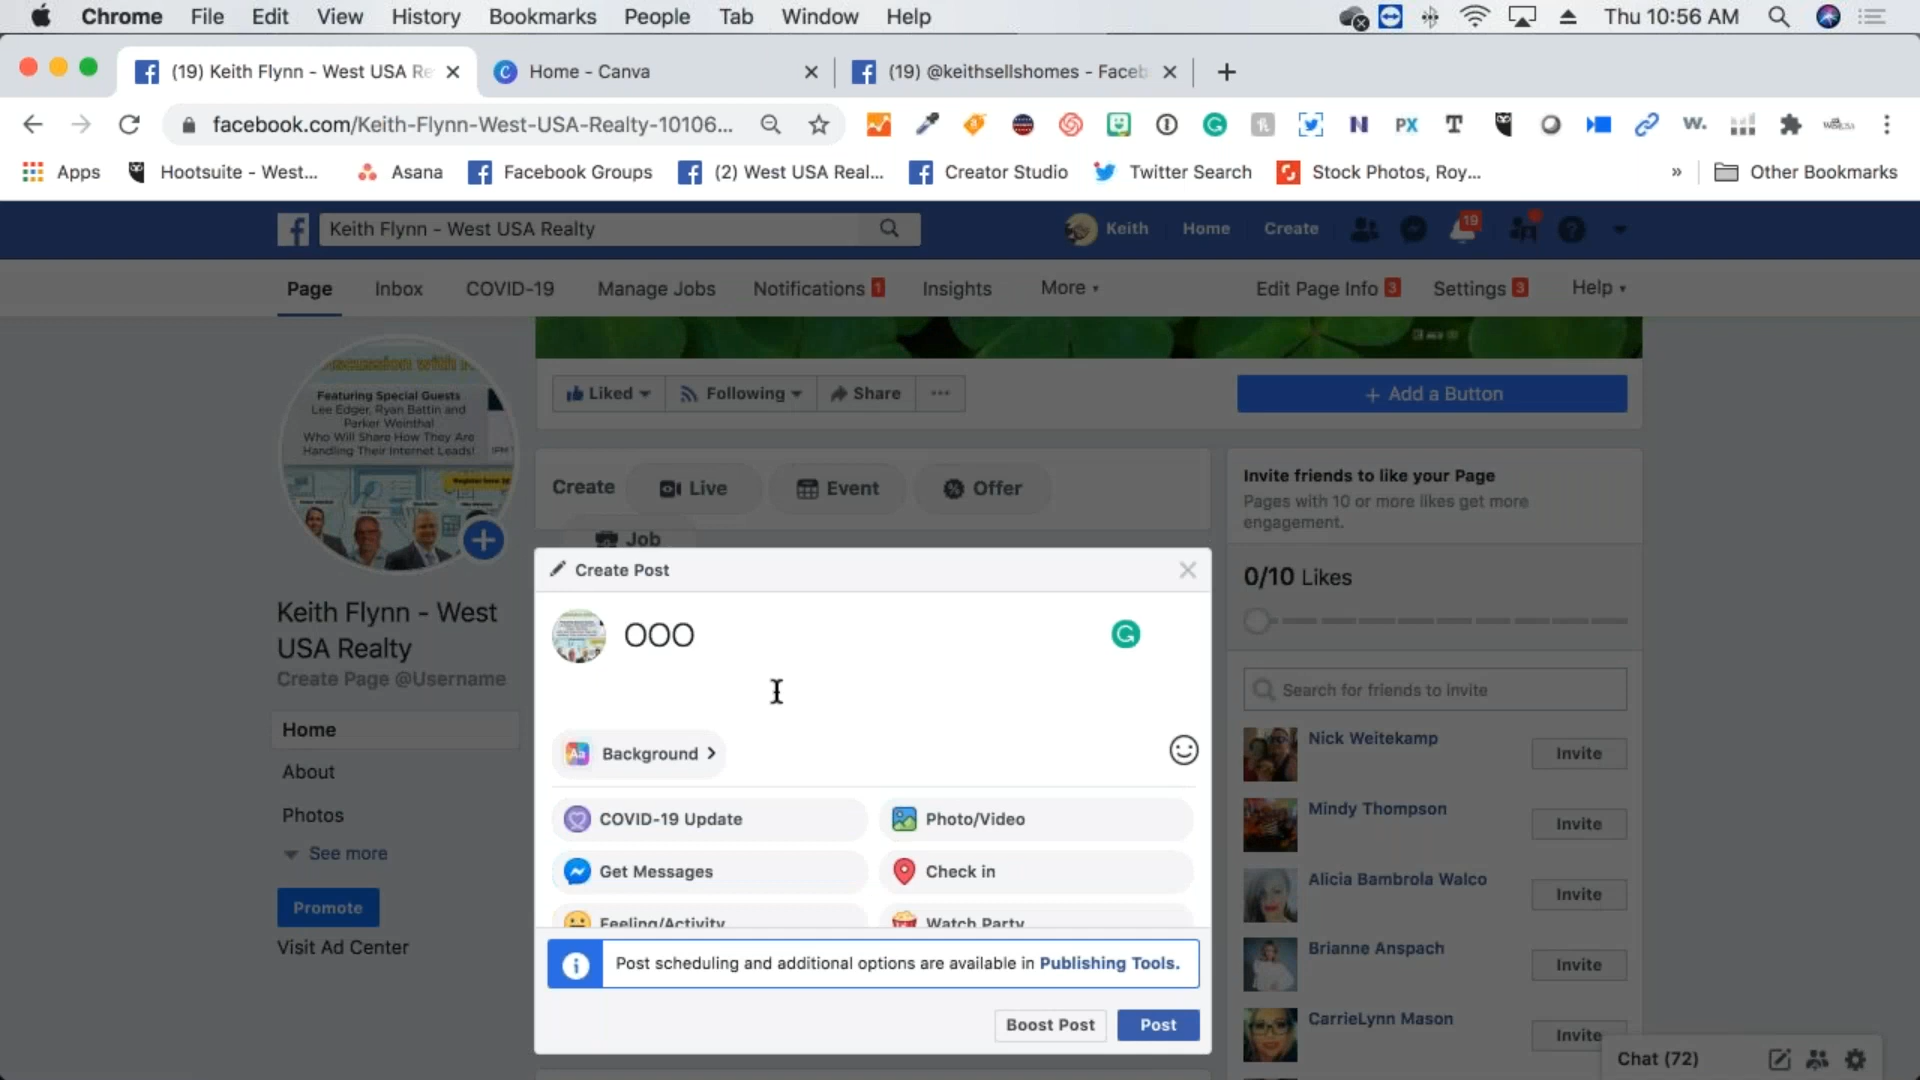 Chrome File Edit View History Bookmarks People Tab Window Help Thu 10:56 AM
(19) Keith Flynn - West USA Re Home - Canva (19) @keithsellshomes - Faceb
facebook.com/Keith-Flynn-West-USA-Realty-10106... PX T w.
Apps Hootsuite - West... Asana Facebook Groups (2) West USA Real... Creator Studio Twitter Search Stock Photos, Roy... » Other Bookmarks
Keith Flynn - West USA Realty Keith Home Create 19
Page Inbox COVID-19 Manage Jobs Notifications 1 Insights More Edit Page Info 3 Settings 3 Help
Featuring Special Guests
Lee Edger, Ryan Battin and
Parker Weinthal
Who Will Share How They Are
Handling Their Internet Leads!
Liked Following Share ... + Add a Button
Create Live Event Offer
Job
Invite friends to like your Page
Pages with 10 or more likes get more
engagement.
0/10 Likes
Create Post
OOO
Keith Flynn - West
USA Realty
Create Page @Username
Search for friends to invite
Home
About
Photos
See more
Promote
Visit Ad Center
Background
COVID-19 Update Photo/Video
Get Messages Check in
Feeling/Activity Watch Party
Post scheduling and additional options are available in Publishing Tools.
Boost Post Post
Nick Weitekamp Invite
Mindy Thompson Invite
Alicia Bambrola Walco Invite
Brianne Anspach Invite
CarrieLynn Mason Invite
Chat (72)